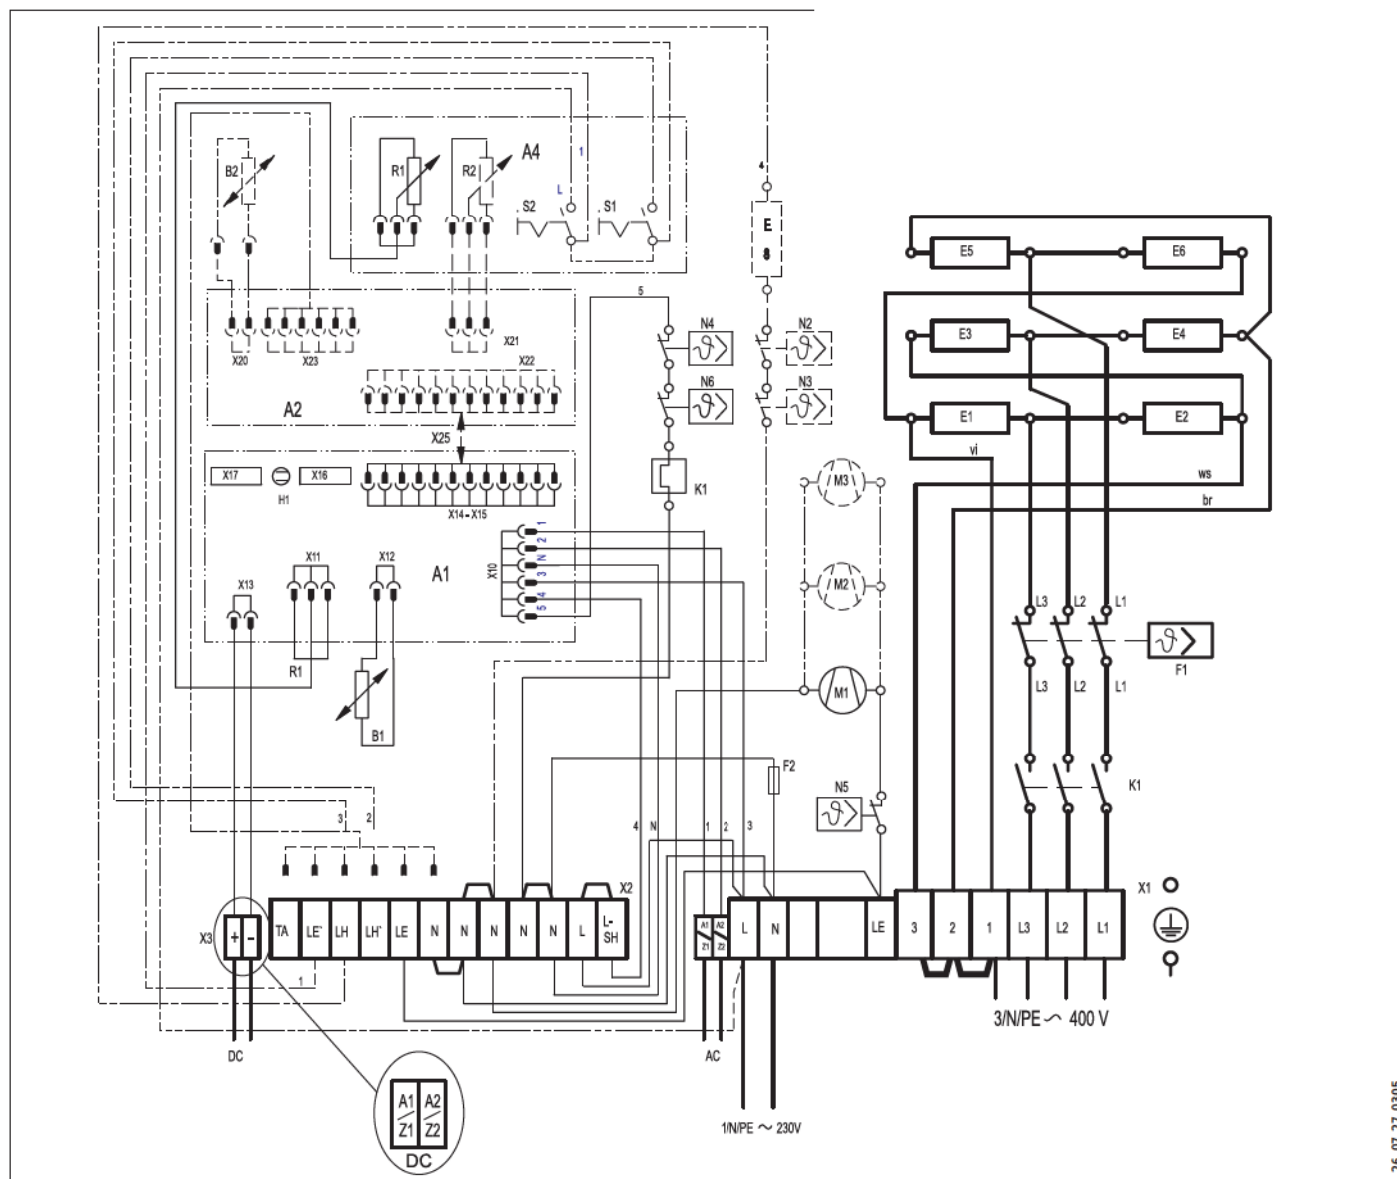 4
1
B2
R1
R2
A4
L
S2
S1
E
8
E5
E6
5
N4
N2
E3
E4
X21
X20
X23
X22
N6
N3
A2
E1
E2
X25
vi
ws
X17
X16
M3
K1
H1
br
X14-X15
1
2
N
3
4
5
X10
X11
X12
A1
X13
M2
L3
L2
L1
F1
R1
M1
L3
L2
L1
B1
F2
N5
K1
3
2
4
N
1
2
3
X2
X1
X3
+
-
TA
LE`
LH
LH`
LE
N
N
N
N
N
L
L-
SH
A1
Z1
A2
Z2
L
N
LE
3
2
1
L3
L2
L1
1
3/N/PE ~ 400 V
DC
AC
A1
Z1
A2
Z2
DC
1/N/PE ~ 230V
26_07_27_0305